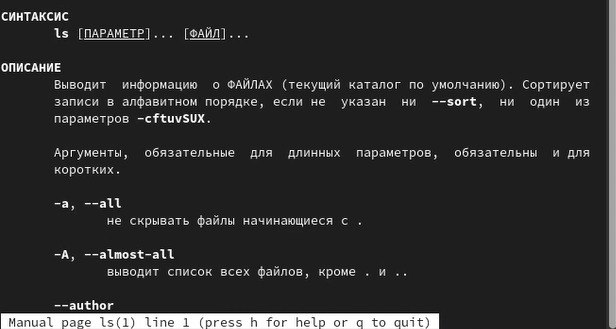 СИНТАКСИС
ls [ПАРАМЕТР]... [ФАЙЛ]...
ОПИСАНИЕ
Выводит информацию о ФАЙЛАХ (текущий каталог по умолчанию). Сортирует
записи в алфавитном порядке, если не указан ни --sort, ни один из
параметров -cftuvSUX.
Аргументы, обязательные для длинных параметров, обязательны и для
коротких.
-a, --all
не скрывать файлы начинающиеся с .
-A, --almost-all
выводит список всех файлов, кроме . и ..
--author
Manual page ls(1) line 1 (press h for help or q to quit)